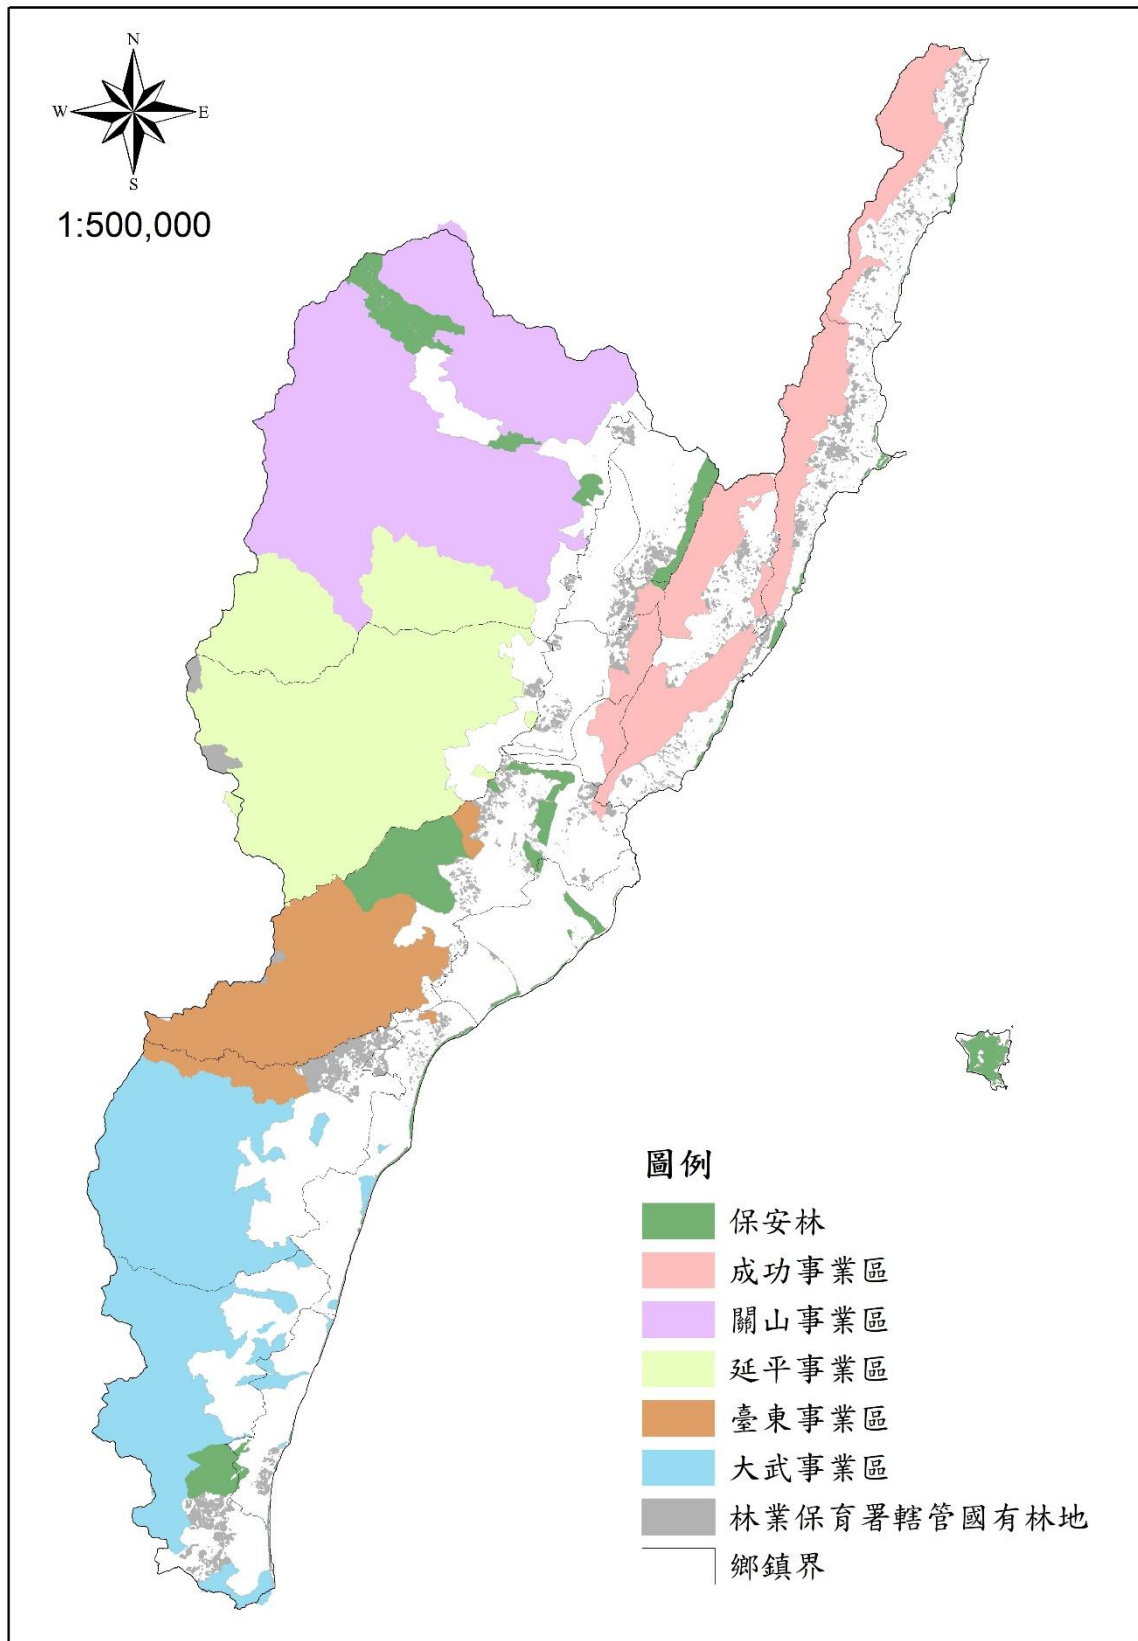 N
W E
S
1:500,000
圖例
保安林
成功事業區
關山事業區
延平事業區
臺東事業區
大武事業區
林業保育署轄管國有林地
鄉鎮界